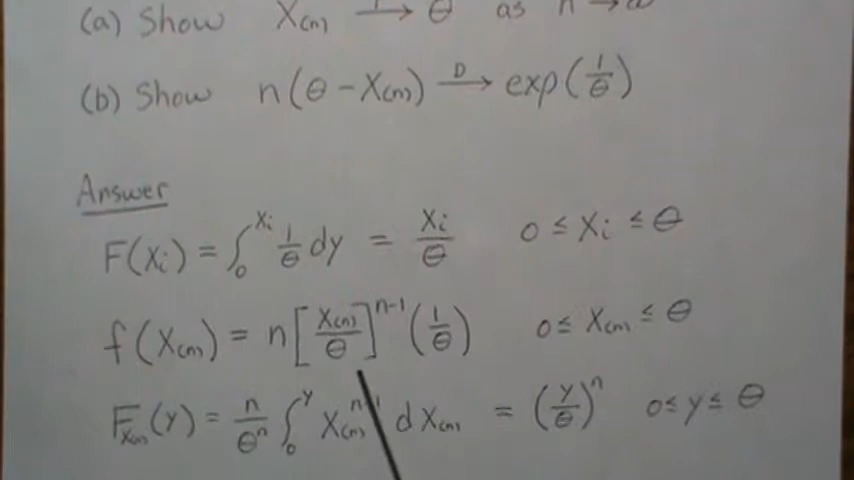 (a) Show X(n) P→ θ as n → ∞
(b) Show n(θ - X(n)) D→ exp(1/θ)
Answer
F(Xi) = ∫₀^Xi 1/θ dy = Xi/θ 0 ≤ Xi ≤ θ
f(X(n)) = n[X(n)/θ]^n-1 (1/θ) 0 ≤ X(n) ≤ θ
F_X(n)(y) = n/θ^n ∫₀^y X(n)^n-1 dX(n) = (y/θ)^n 0 ≤ y ≤ θ